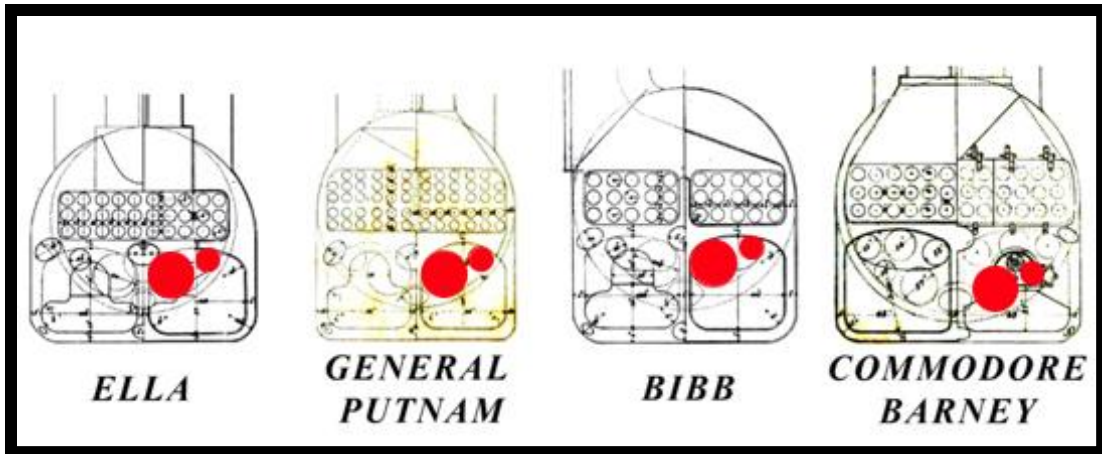 ELLA
GENERAL
PUTNAM
BIBB
COMMODORE
BARNEY